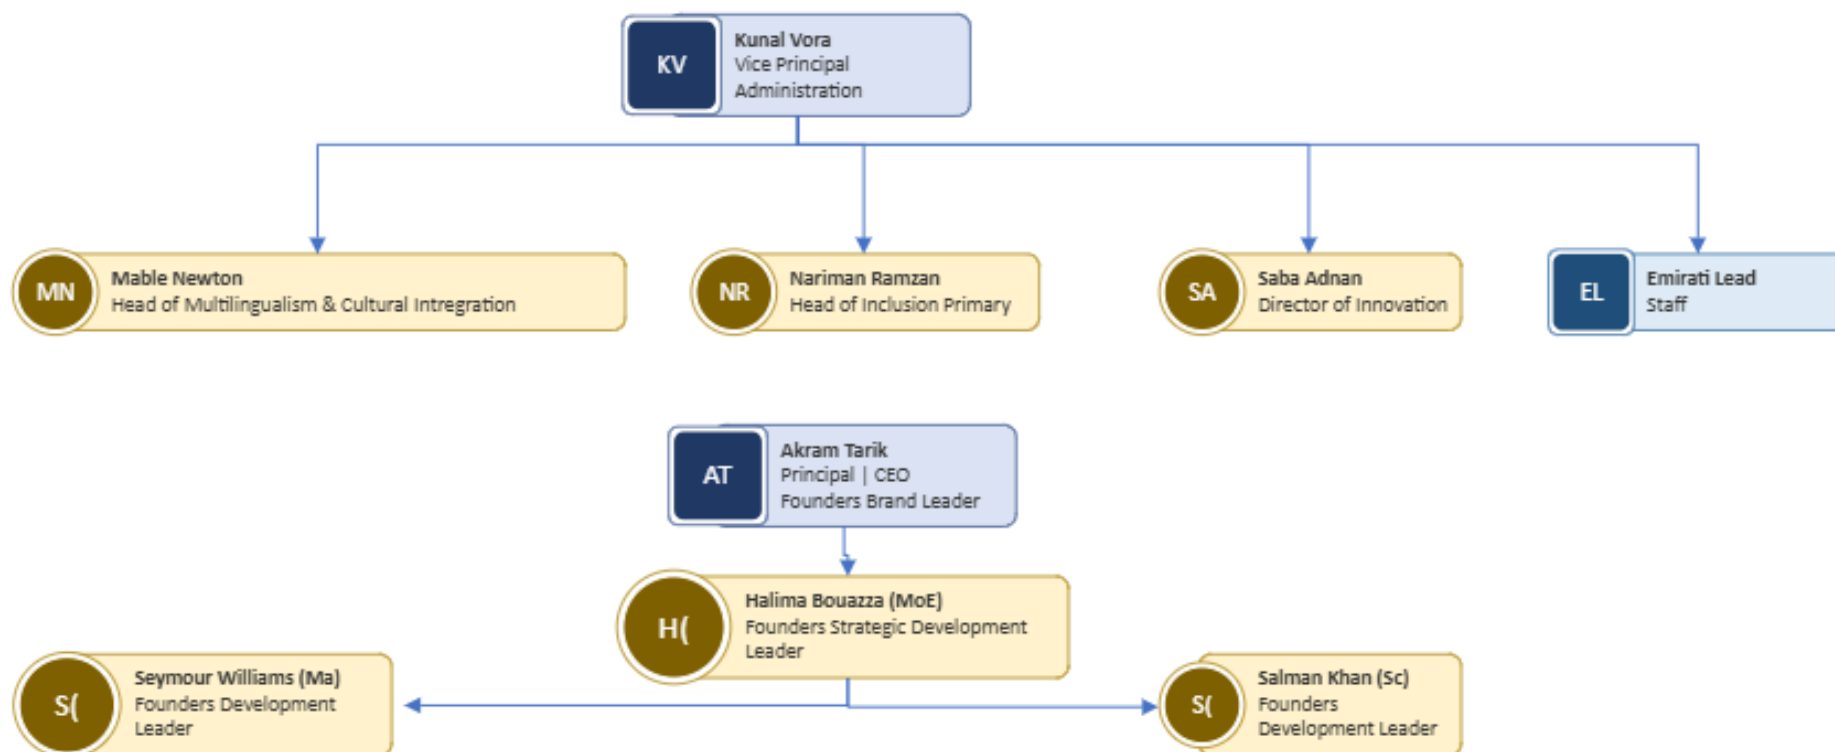 KV
Kunal Vora
Vice Principal
Administration
MN
Mable Newton
Head of Multilingualism & Cultural Intregration
NR
Nariman Ramzan
Head of Inclusion Primary
SA
Saba Adnan
Director of Innovation
EL
Emirati Lead
Staff
AT
Akram Tarik
Principal | CEO
Founders Brand Leader
H(
Halima Bouazza (MoE)
Founders Strategic Development
Leader
S(
Seymour Williams (Ma)
Founders Development
Leader
S(
Salman Khan (Sc)
Founders
Development Leader